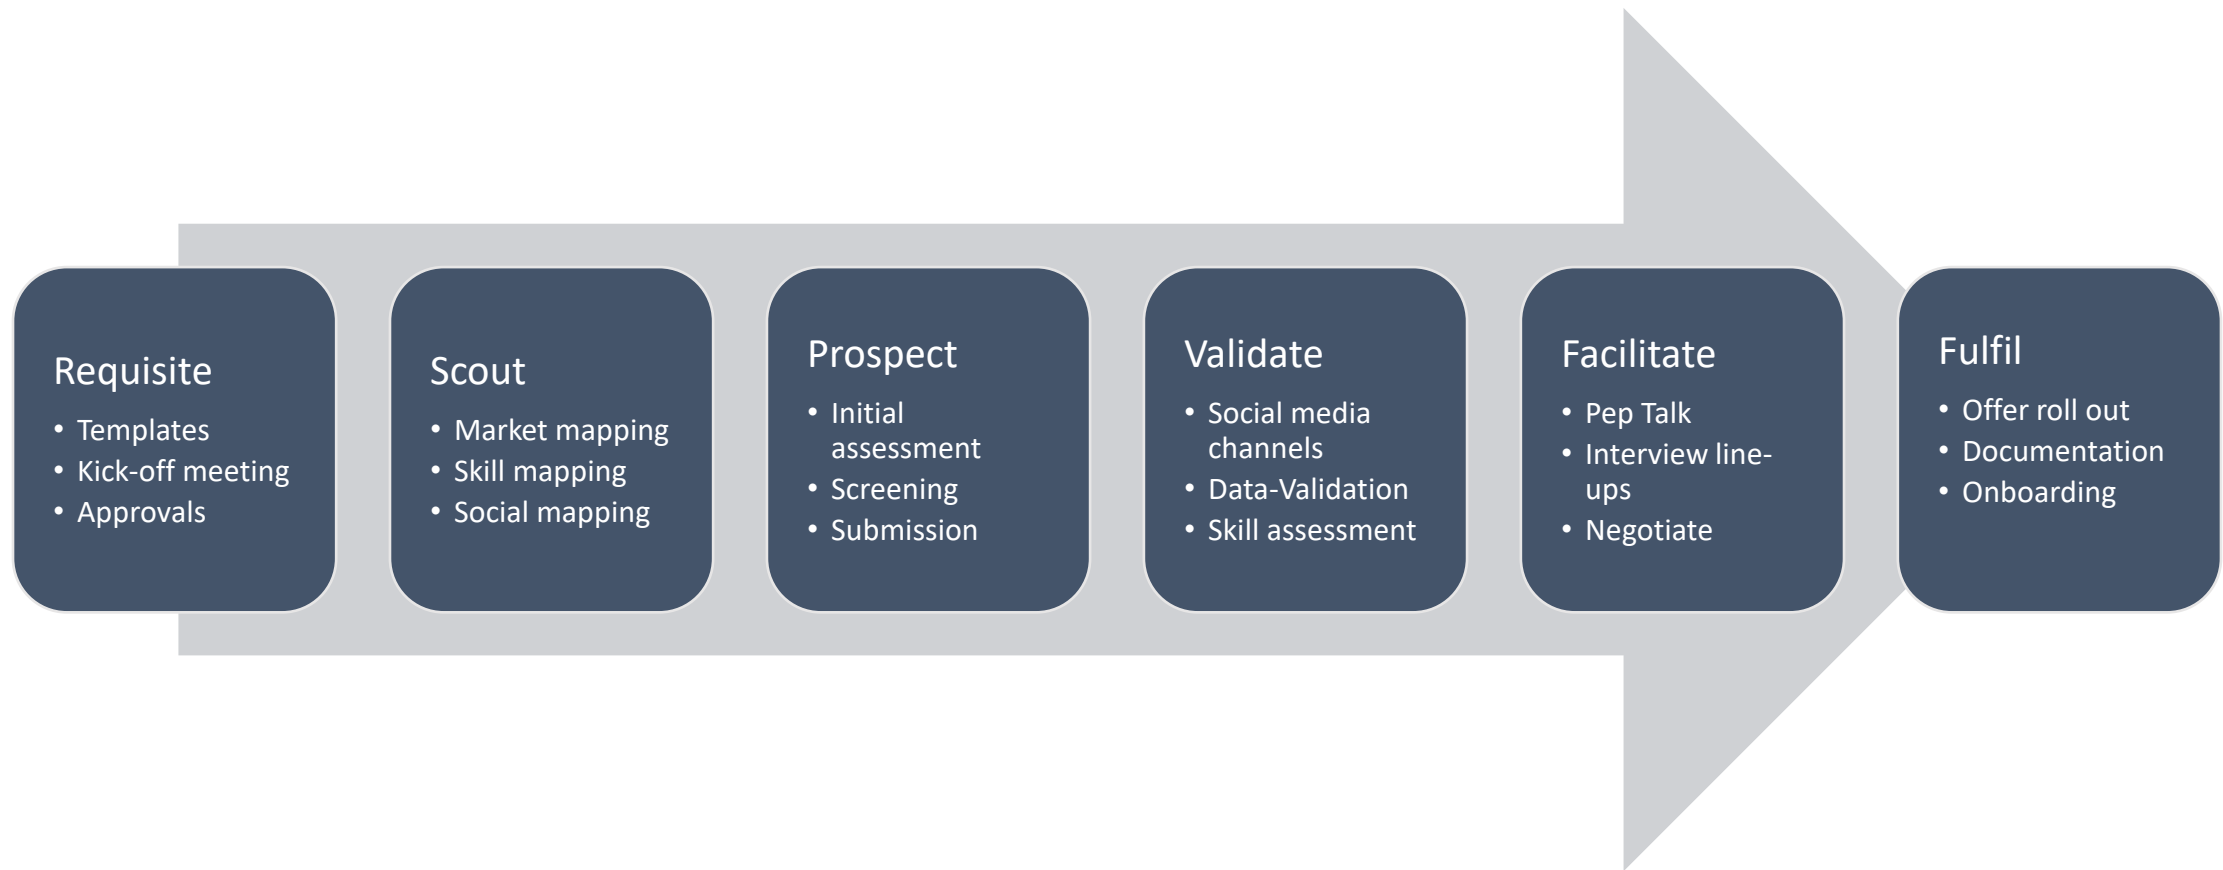 Requisite
• Templates
• Kick-off meeting
• Approvals
Scout
• Market mapping
• Skill mapping
• Social mapping
Prospect
• Initial
assessment
• Screening
• Submission
Validate
• Social media
channels
• Data-Validation
• Skill assessment
Facilitate
• Pep Talk
• Interview line-
ups
• Negotiate
Fulfil
• Offer roll out
• Documentation
• Onboarding